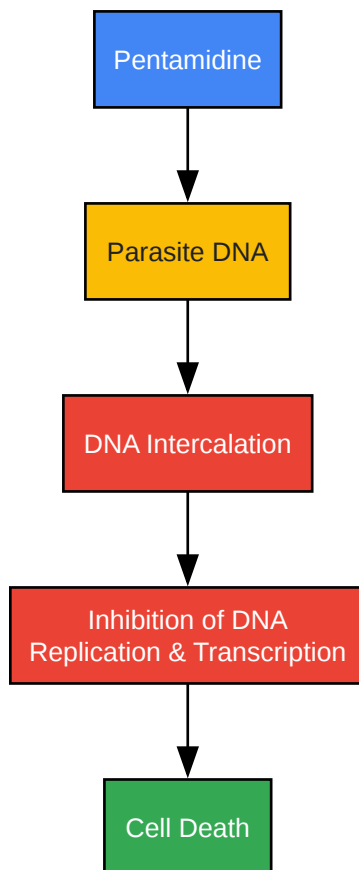 Pentamidine
Parasite DNA
DNA Intercalation
Inhibition of DNA
Replication & Transcription
Cell Death